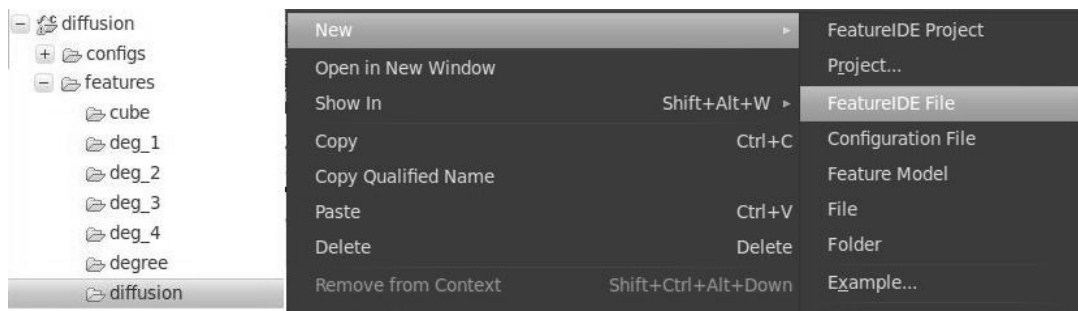 diffusion
configs
features
cube
deg_1
deg_2
deg_3
deg_4
degree
diffusion
New
Open in New Window
Show In Shift+Alt+W
Copy Ctrl+C
Copy Qualified Name
Paste Ctrl+V
Delete Delete
Remove from Context Shift+Ctrl+Alt+Down
FeatureIDE Project
Project...
FeatureIDE File
Configuration File
Feature Model
File
Folder
Example...